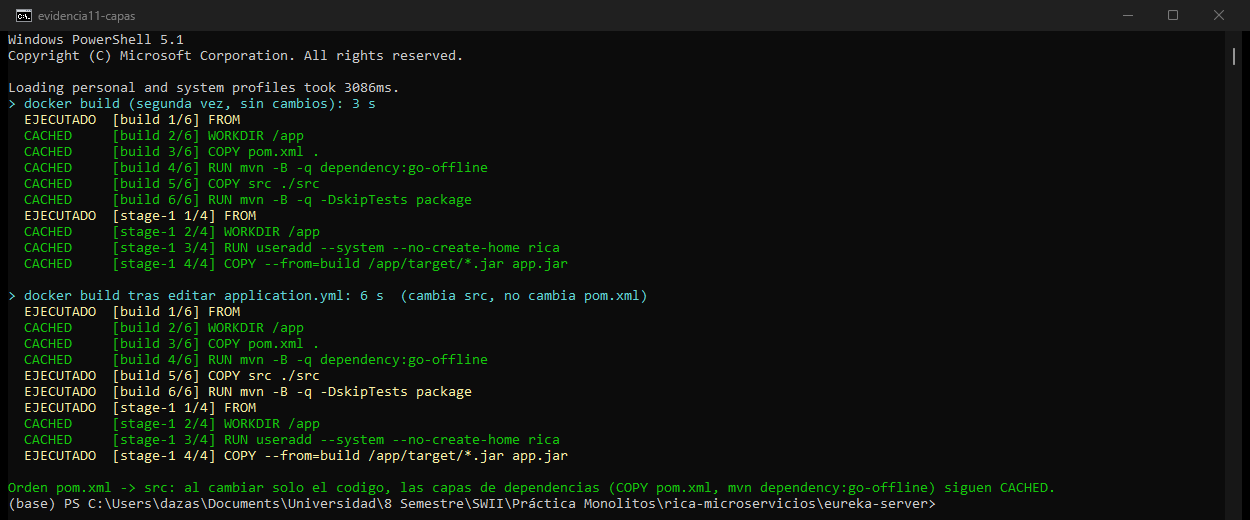 evidencia11-capas
Windows PowerShell 5.1
Copyright (C) Microsoft Corporation. All rights reserved.
Loading personal and system profiles took 3086ms.
> docker build (segunda vez, sin cambios): 3 s
EJECUTADO [build 1/6] FROM
CACHED [build 2/6] WORKDIR /app
CACHED [build 3/6] COPY pom.xml .
CACHED [build 4/6] RUN mvn -B -q dependency:go-offline
CACHED [build 5/6] COPY src ./src
CACHED [build 6/6] RUN mvn -B -q -DskipTests package
EJECUTADO [stage-1 1/4] FROM
CACHED [stage-1 2/4] WORKDIR /app
CACHED [stage-1 3/4] RUN useradd --system --no-create-home rica
CACHED [stage-1 4/4] COPY --from=build /app/target/*.jar app.jar
> docker build tras editar application.yml: 6 s (cambia src, no cambia pom.xml)
EJECUTADO [build 1/6] FROM
CACHED [build 2/6] WORKDIR /app
CACHED [build 3/6] COPY pom.xml .
CACHED [build 4/6] RUN mvn -B -q dependency:go-offline
EJECUTADO [build 5/6] COPY src ./src
EJECUTADO [build 6/6] RUN mvn -B -q -DskipTests package
EJECUTADO [stage-1 1/4] FROM
CACHED [stage-1 2/4] WORKDIR /app
CACHED [stage-1 3/4] RUN useradd --system --no-create-home rica
EJECUTADO [stage-1 4/4] COPY --from=build /app/target/*.jar app.jar
Orden pom.xml -> src: al cambiar solo el codigo, las capas de dependencias (COPY pom.xml, mvn dependency:go-offline) siguen CACHED.
(base) PS C:\Users\dazas\Documents\Universidad\8 Semestre\SWII\Práctica Monolitos\rica-microservicios\eureka-server>